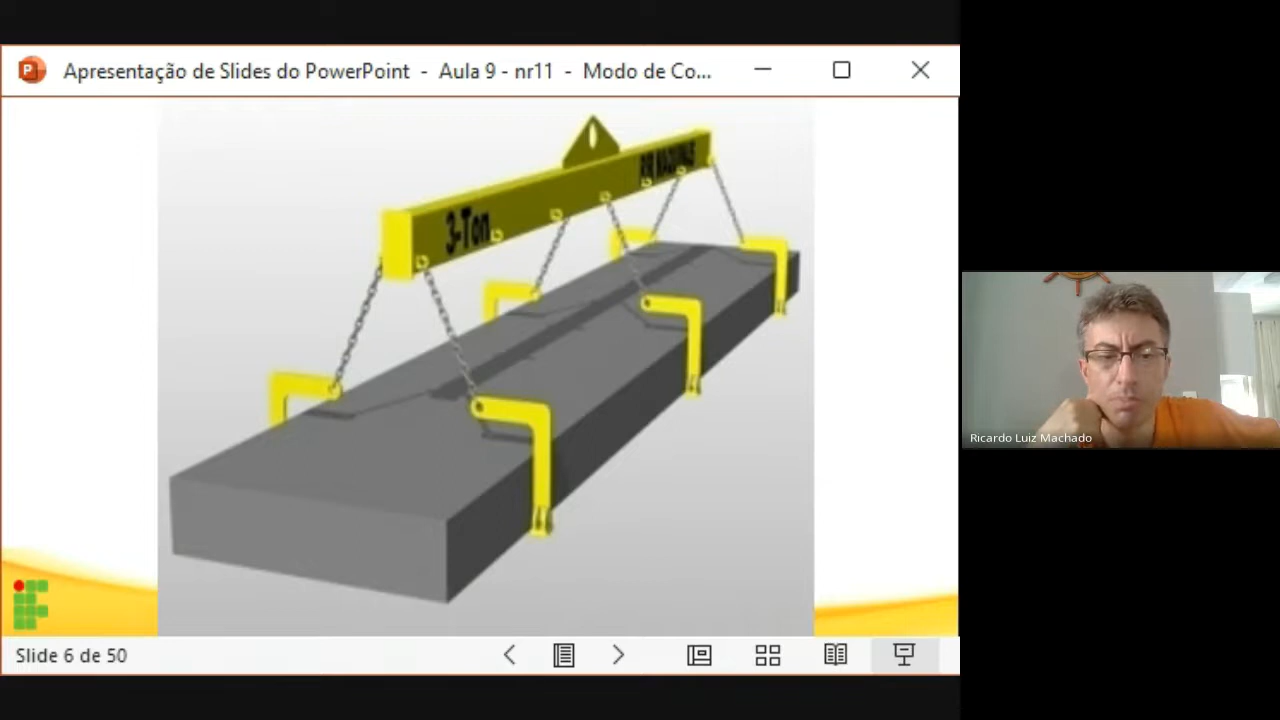 Apresentação de Slides do PowerPoint - Aula 9 - nr11 - Modo de Co...
3-Ton
Ricardo Luiz Machado
Slide 6 de 50